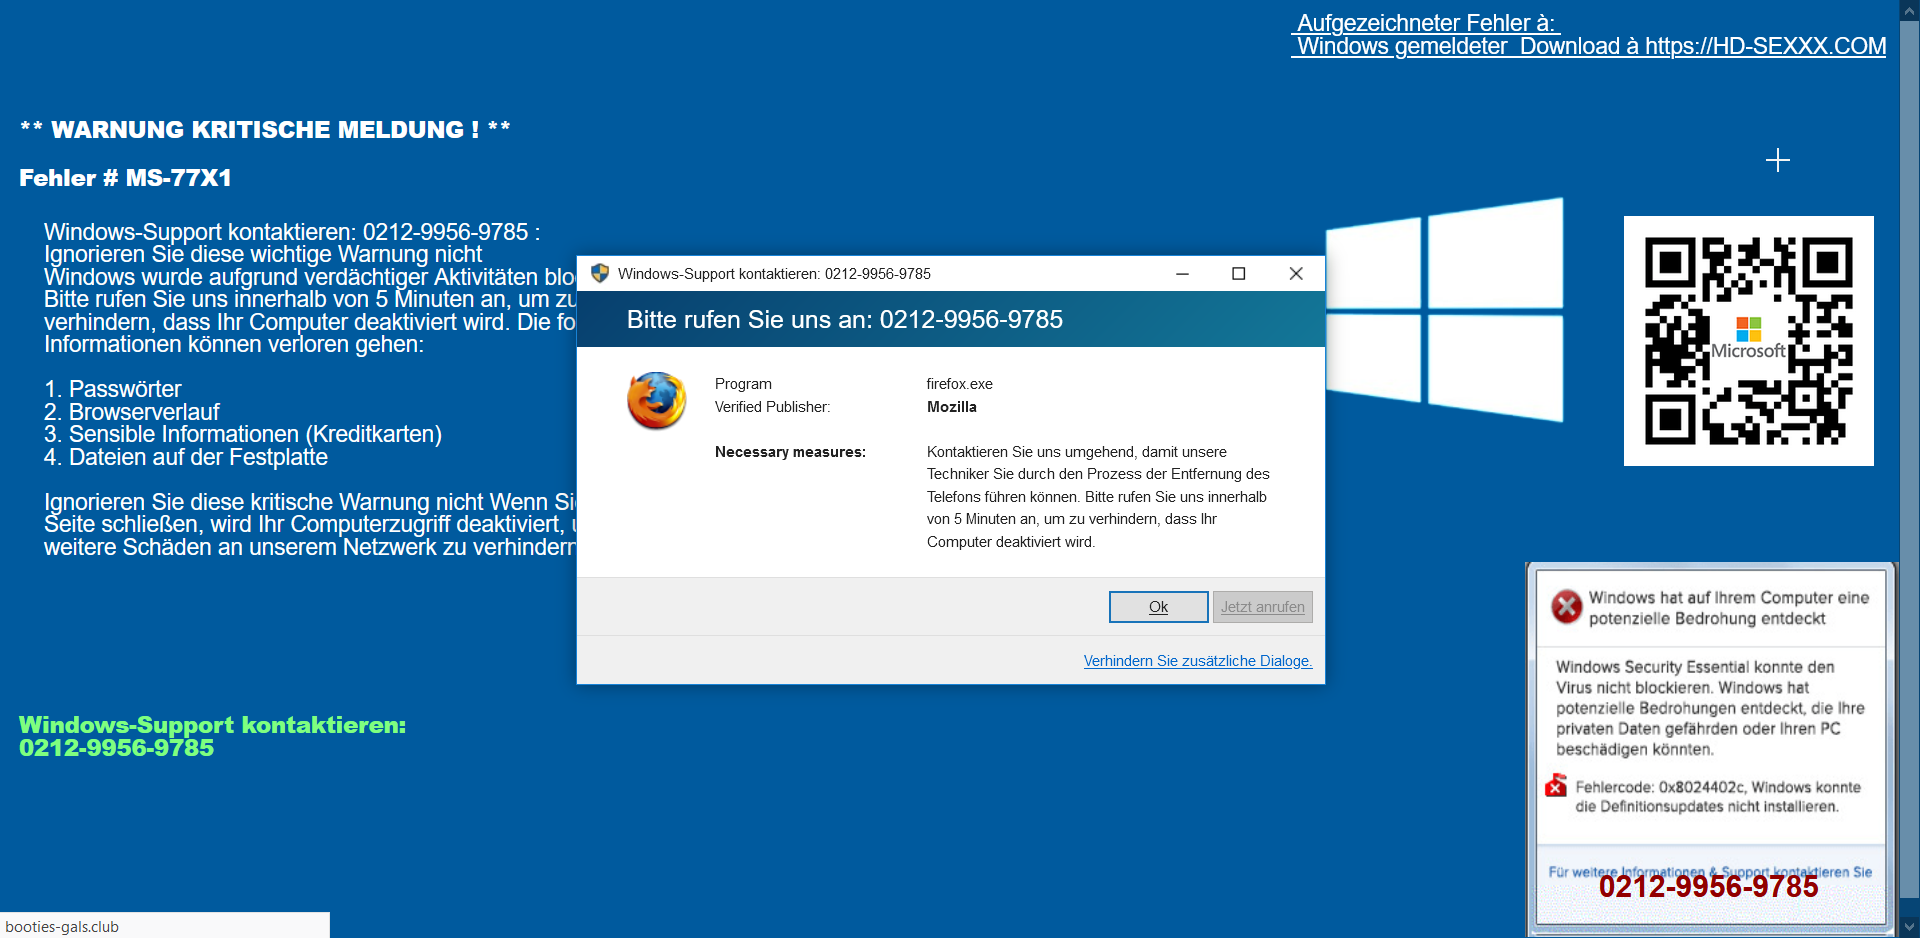 Aufgezeichneter Fehler à:
Windows gemeldeter  Download à https://HD-SEXXX.COM
** WARNUNG KRITISCHE MELDUNG ! **
Fehler # MS-77X1
Windows-Support kontaktieren: 0212-9956-9785 :
Ignorieren Sie diese wichtige Warnung nicht
Windows wurde aufgrund verdächtiger Aktivitäten
Bitte rufen Sie uns innerhalb von 5 Minuten an, um zu
verhindern, dass Ihr Computer deaktiviert wird. Die
Informationen können verloren gehen:
1. Passwörter
2. Browserverlauf
3. Sensible Informationen (Kreditkarten)
4. Dateien auf der Festplatte
Ignorieren Sie diese kritische Warnung nicht Wenn Sie
Seite schließen, wird Ihr Computerzugriff deaktiviert,
weitere Schäden an unserem Netzwerk zu verhindern
Windows-Support kontaktieren:
0212-9956-9785
Windows-Support kontaktieren: 0212-9956-9785
Bitte rufen Sie uns an: 0212-9956-9785
Program firefox.exe
Verified Publisher: Mozilla
Necessary measures: Kontaktieren Sie uns umgehend, damit unsere
Techniker Sie durch den Prozess der Entfernung des
Telefons führen können. Bitte rufen Sie uns innerhalb
von 5 Minuten an, um zu verhindern, dass Ihr
Computer deaktiviert wird.
Ok Jetzt anrufen
Verhindern Sie zusätzliche Dialoge.
Microsoft
Windows hat auf Ihrem Computer eine
potenzielle Bedrohung entdeckt
Windows Security Essential konnte den
Virus nicht blockieren. Windows hat
potenzielle Bedrohungen entdeckt, die Ihre
privaten Daten gefährden oder Ihren PC
beschädigen könnten.
Fehlercode: 0x8024402c, Windows konnte
die Definitionsupdates nicht installieren.
Für weitere Informationen & Support kontaktieren Sie
0212-9956-9785
booties-gals.club